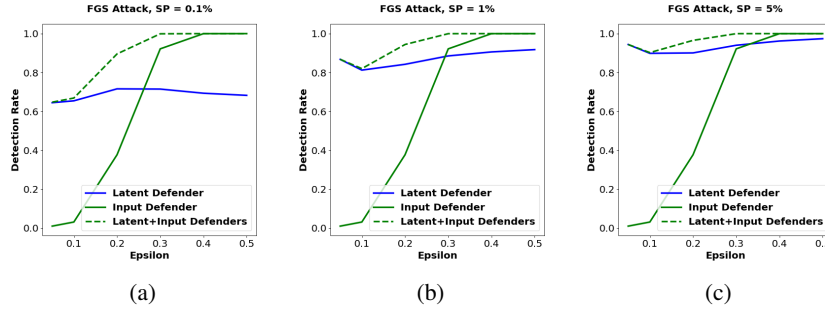 FGS Attack, SP = 0.1%
Detection Rate
1.0
0.8
0.6
0.4
0.2
0.0
Latent Defender
Input Defender
Latent+Input Defenders
0.1 0.2 0.3 0.4 0.5
Epsilon
(a)
FGS Attack, SP = 1%
Detection Rate
1.0
0.8
0.6
0.4
0.2
0.0
Latent Defender
Input Defender
Latent+Input Defenders
0.1 0.2 0.3 0.4 0.5
Epsilon
(b)
FGS Attack, SP = 5%
Detection Rate
1.0
0.8
0.6
0.4
0.2
0.0
Latent Defender
Input Defender
Latent+Input Defenders
0.1 0.2 0.3 0.4 0.5
Epsilon
(c)